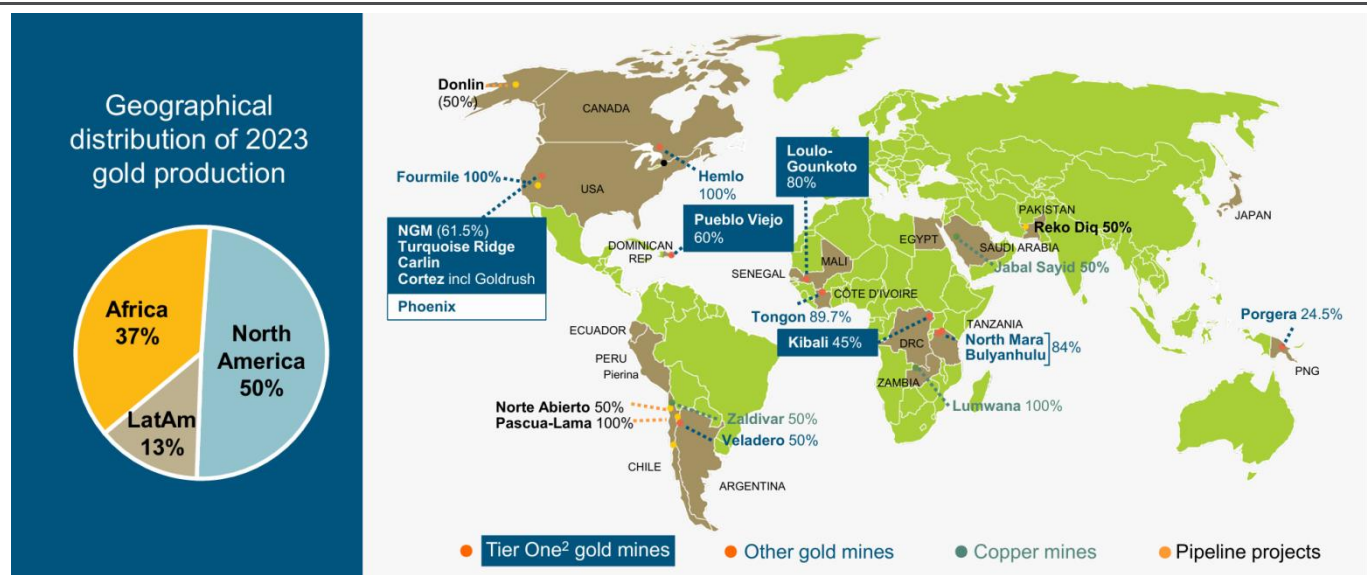 Geographical
distribution of 2023
gold production
Africa
37%
North
America
50%
LatAm
13%
Donlin
(50%)
CANADA
Fourmile 100%
USA
Hemlo
100%
NGM (61.5%)
Turquoise Ridge
Carlin
Cortez incl Goldrush
Phoenix
Pueblo Viejo
60%
DOMINICAN
REP
Loulo-
Gounkoto
80%
SENEGAL
MALI
EGYPT
SAUDI ARABIA
PAKISTAN
Reko Diq 50%
JAPAN
Jabal Sayid 50%
CÔTE D'IVOIRE
Tongon 89.7%
Kibali 45%
DRC
TANZANIA
North Mara
Bulyanhulu
84%
Porgera 24.5%
PNG
ZAMBIA
Lumwana 100%
ECUADOR
PERU
Pierina
Norte Abierto 50%
Pascua-Lama 100%
Zaldivar 50%
Veladero 50%
CHILE
ARGENTINA
Tier One² gold mines
Other gold mines
Copper mines
Pipeline projects